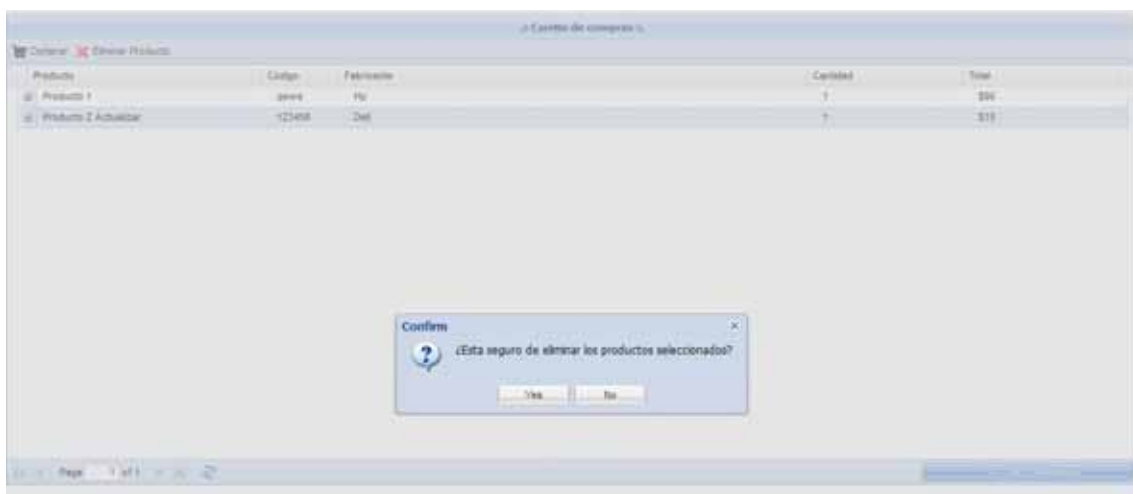 .: Carrito de compras :.
Comprar Eliminar Producto
Producto Código Fabricante Cantidad Total
Producto 1 Hp 1
Producto 2 Actualizar 123456 Dell 1
Confirm
¿Esta seguro de eliminar los productos seleccionados?
Yes No
Page 1 of 1